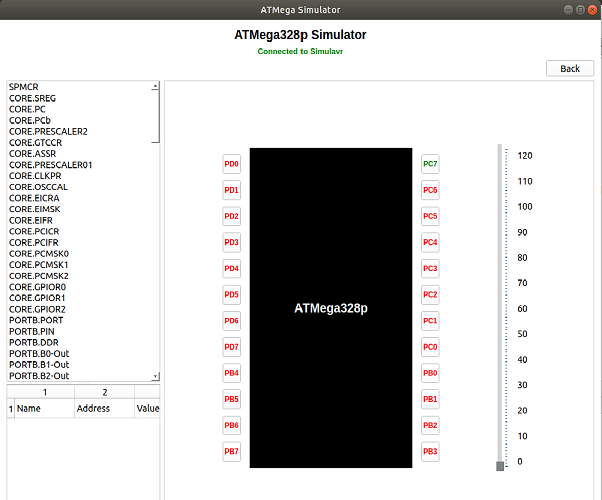 ATMega Simulator
ATMega328p Simulator
Connected to Simulavr
Back
SPMCR
CORE.SREG
CORE.PC
CORE.PCb
CORE.PRESCALER2
CORE.GTCCR
CORE.ASSR
CORE.PRESCALER01
CORE.CLKPR
CORE.OSCCAL
CORE.EICRA
CORE.EIMSK
CORE.EIFR
CORE.PCICR
CORE.PCIFR
CORE.PCMSK0
CORE.PCMSK1
CORE.PCMSK2
CORE.GPIOR0
CORE.GPIOR1
CORE.GPIOR2
PORTB.PORT
PORTB.PIN
PORTB.DDR
PORTB.B0-Out
PORTB.B1-Out
PORTB.B2-Out
1 2
1 Name Address Value
PD0
PD1
PD2
PD3
PD4
PD5
PD6
PD7
PB4
PB5
PB6
PB7
ATMega328p
PC7
PC6
PC5
PC4
PC3
PC2
PC1
PC0
PB0
PB1
PB2
PB3
120
110
100
90
80
70
60
50
40
30
20
10
0